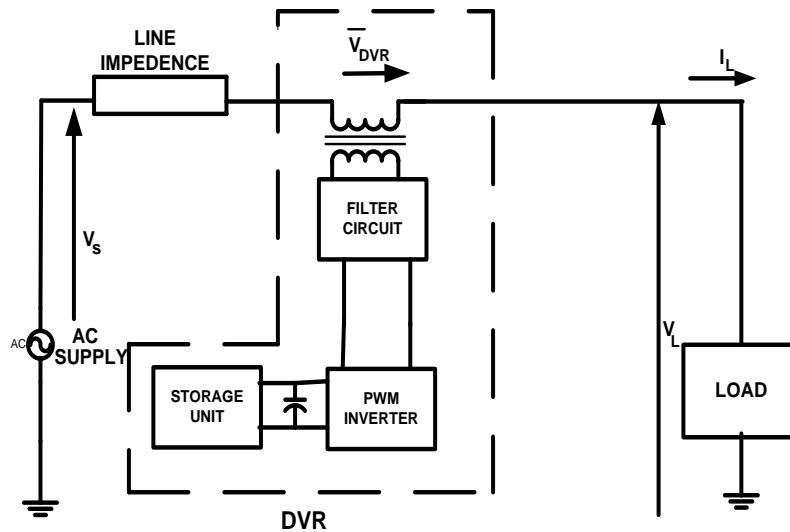 LINE
IMPEDENCE
V̅DVR
IL
FILTER
CIRCUIT
Vs
VL
AC
AC
SUPPLY
STORAGE
UNIT
PWM
INVERTER
LOAD
DVR